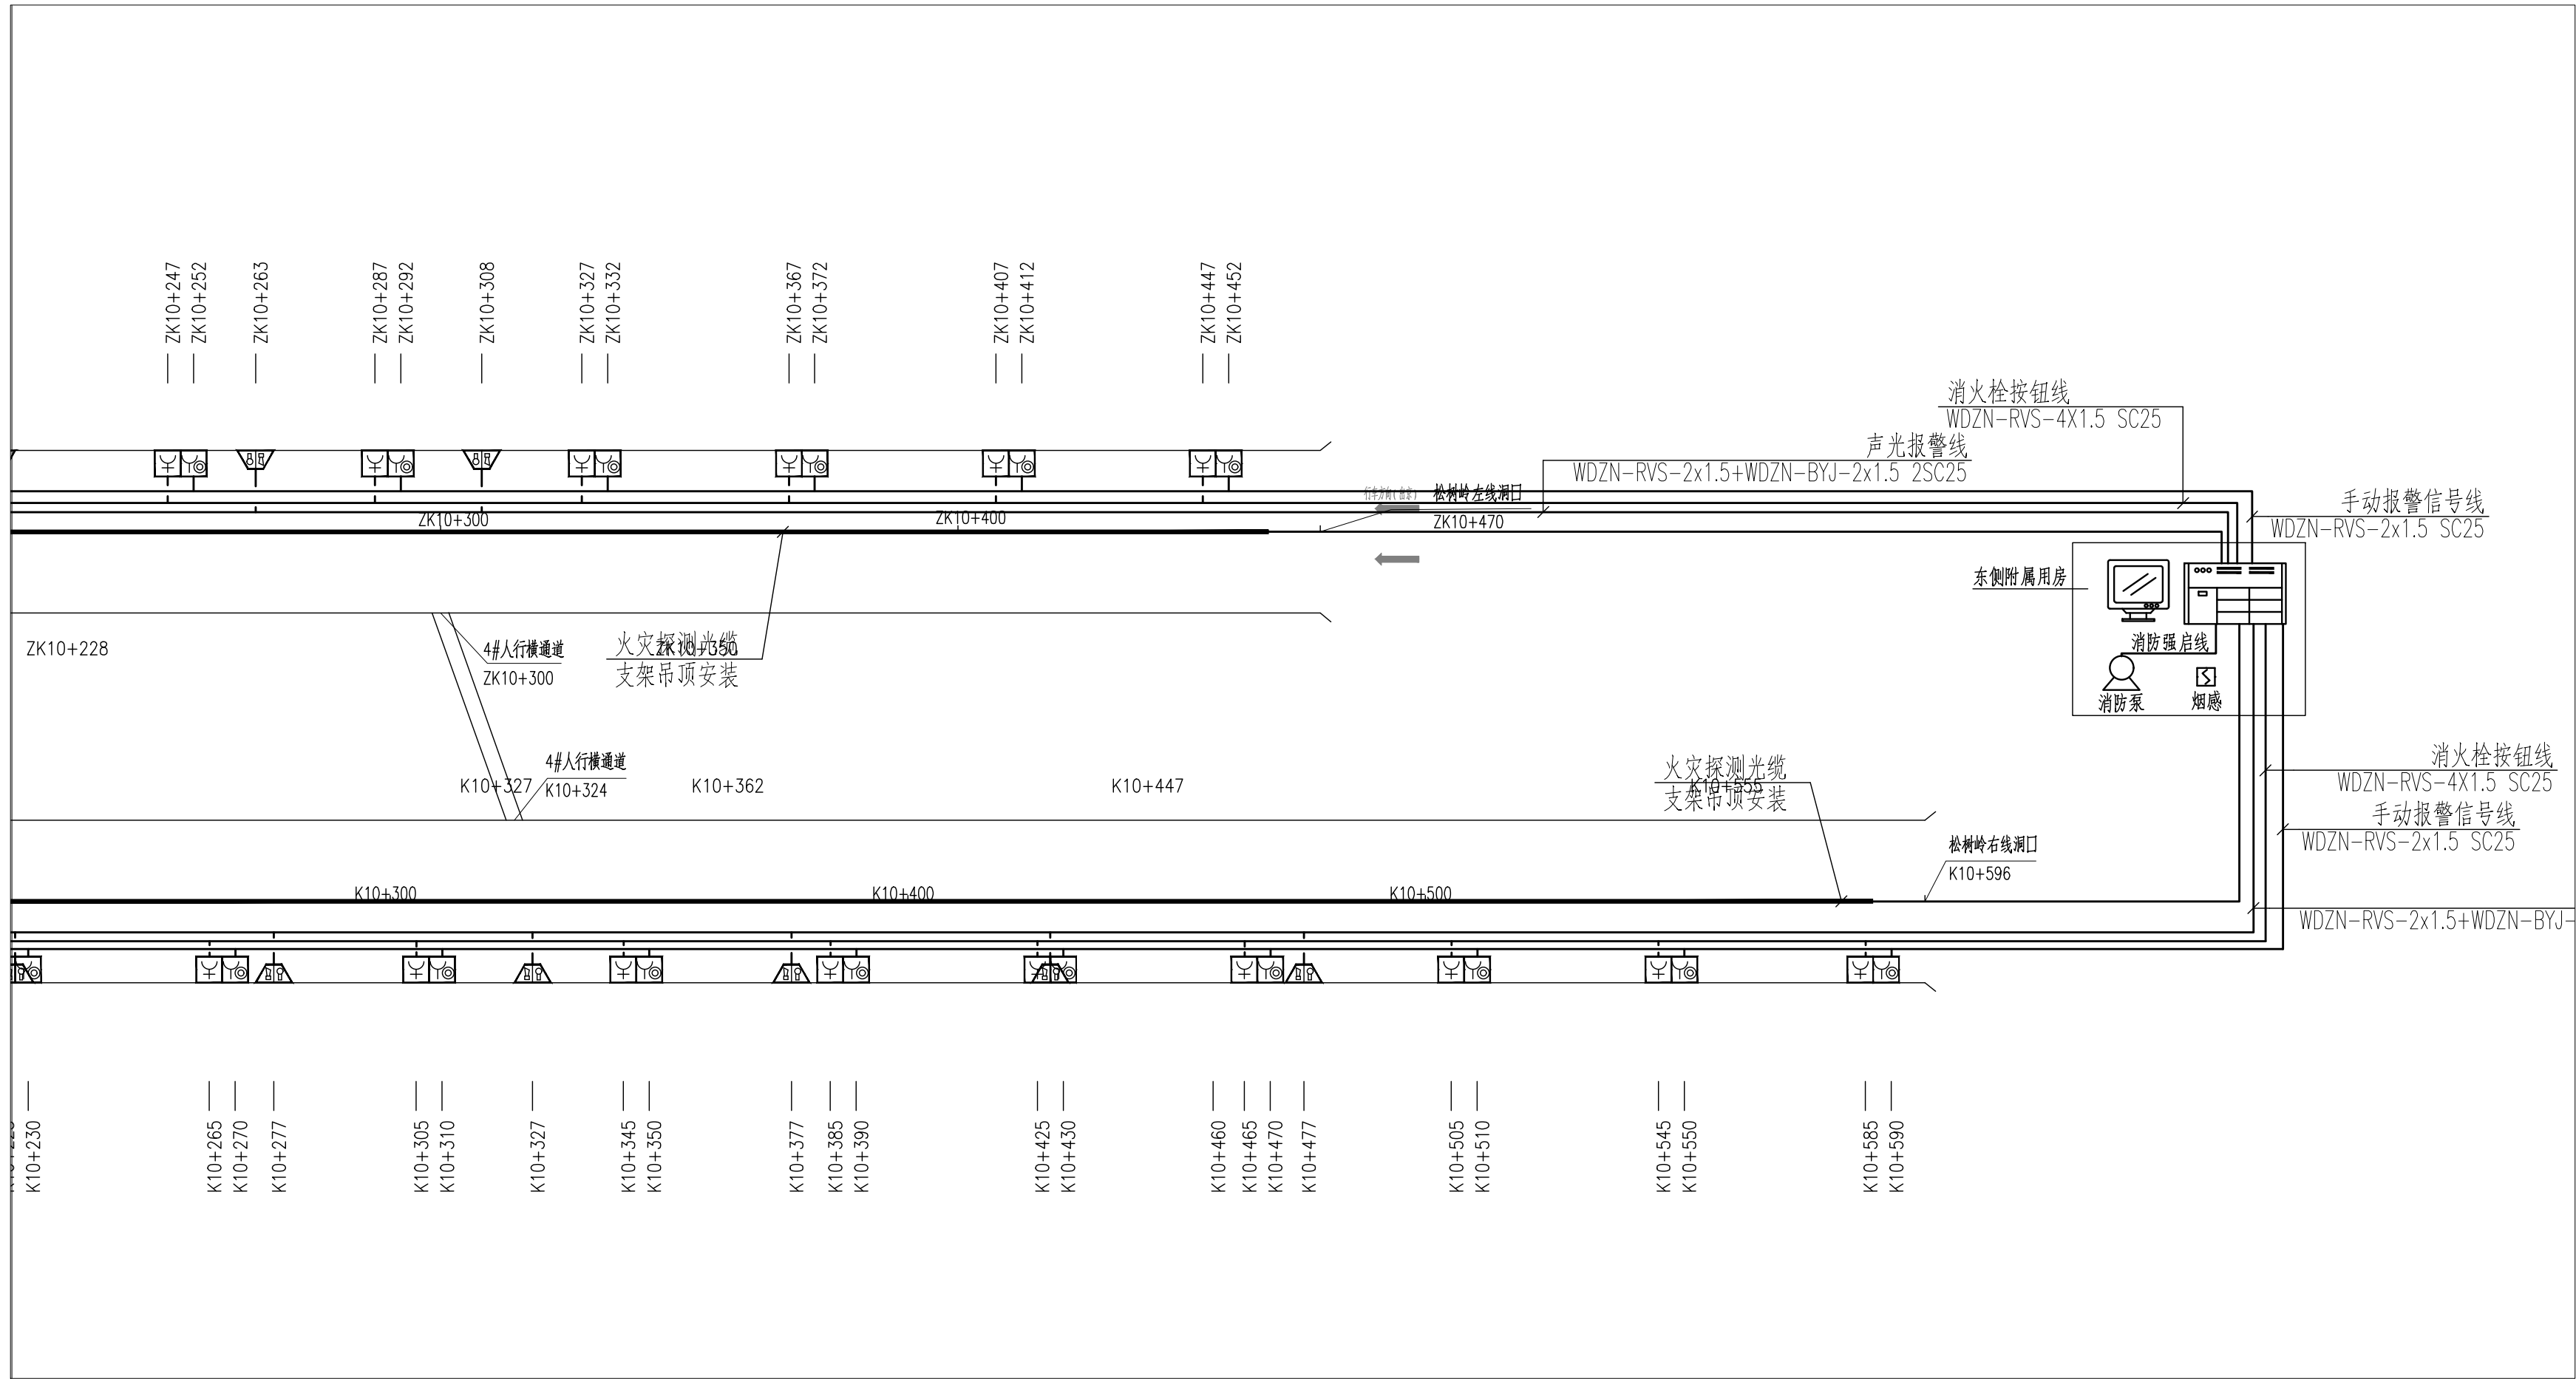 ZK10+247
ZK10+252
ZK10+263
ZK10+287
ZK10+292
ZK10+308
ZK10+327
ZK10+332
ZK10+367
ZK10+372
ZK10+407
ZK10+412
ZK10+447
ZK10+452
消火栓按钮线
WDZN-RVS-4X1.5 SC25
声光报警线
WDZN-RVS-2x1.5+WDZN-BYJ-2x1.5 2SC25
松树岭左线洞口
ZK10+470
手动报警信号线
WDZN-RVS-2x1.5 SC25
ZK10+300
ZK10+400
东侧附属用房
消防强启线
消防泵
烟感
ZK10+228
4#人行横通道
ZK10+300
火灾探测光缆
ZK10+350
支架吊顶安装
4#人行横通道
K10+324
K10+327
K10+362
K10+447
火灾探测光缆
K10+555
支架吊顶安装
消火栓按钮线
WDZN-RVS-4X1.5 SC25
手动报警信号线
WDZN-RVS-2x1.5 SC25
松树岭右线洞口
K10+596
K10+300
K10+400
K10+500
WDZN-RVS-2x1.5+WDZN-BYJ-
K10+230
K10+265
K10+270
K10+277
K10+305
K10+310
K10+327
K10+345
K10+350
K10+377
K10+385
K10+390
K10+425
K10+430
K10+460
K10+465
K10+470
K10+477
K10+505
K10+510
K10+545
K10+550
K10+585
K10+590